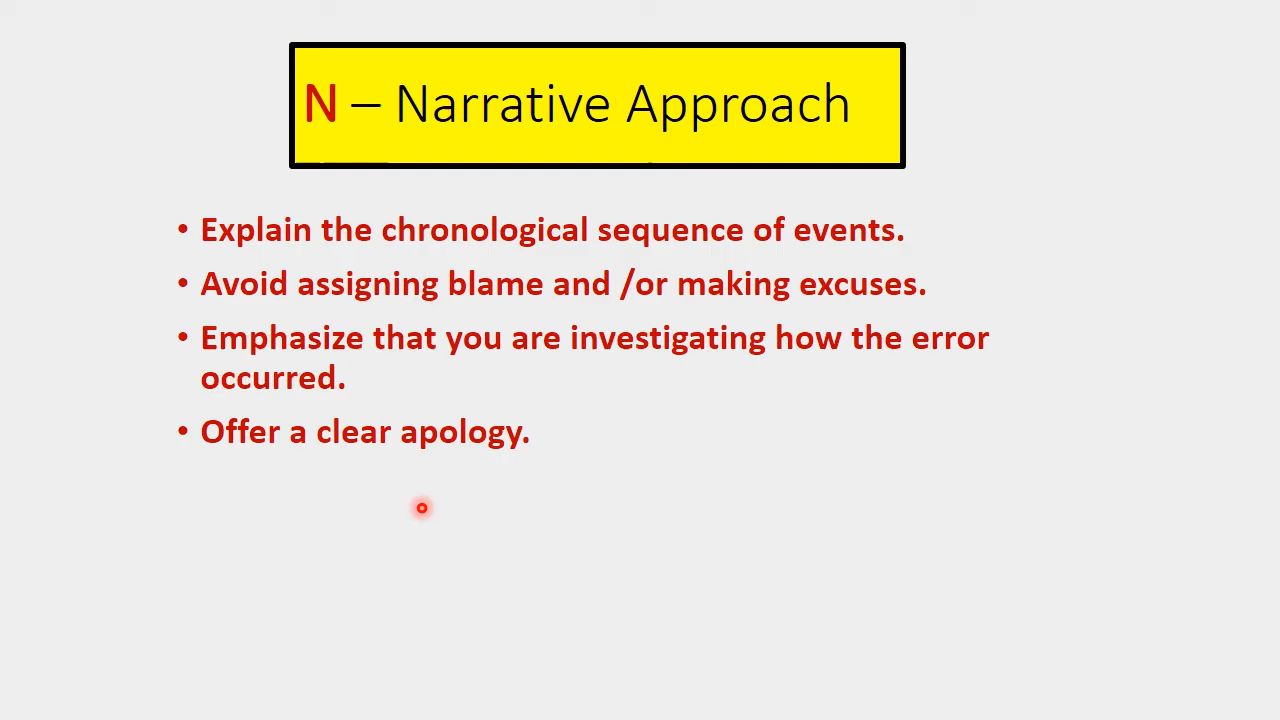 N – Narrative Approach
• Explain the chronological sequence of events.
• Avoid assigning blame and /or making excuses.
• Emphasize that you are investigating how the error
occurred.
• Offer a clear apology.